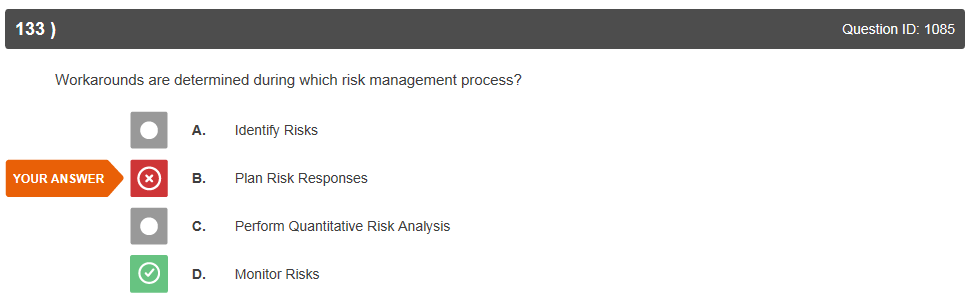 133 ) Question ID: 1085
Workarounds are determined during which risk management process?
A. Identify Risks
YOUR ANSWER B. Plan Risk Responses
C. Perform Quantitative Risk Analysis
D. Monitor Risks